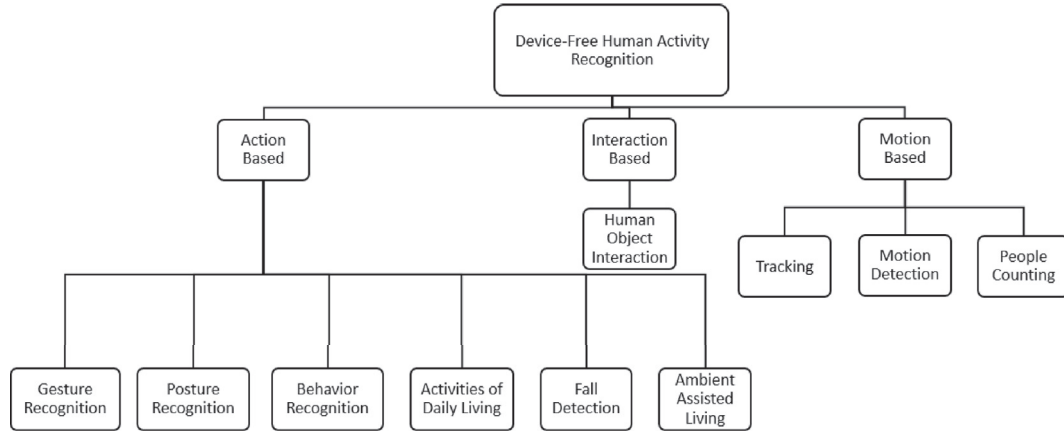 Device-Free Human Activity
Recognition
Action
Based
Interaction
Based
Motion
Based
Human
Object
Interaction
Tracking
Motion
Detection
People
Counting
Gesture
Recognition
Posture
Recognition
Behavior
Recognition
Activities of
Daily Living
Fall
Detection
Ambient
Assisted
Living